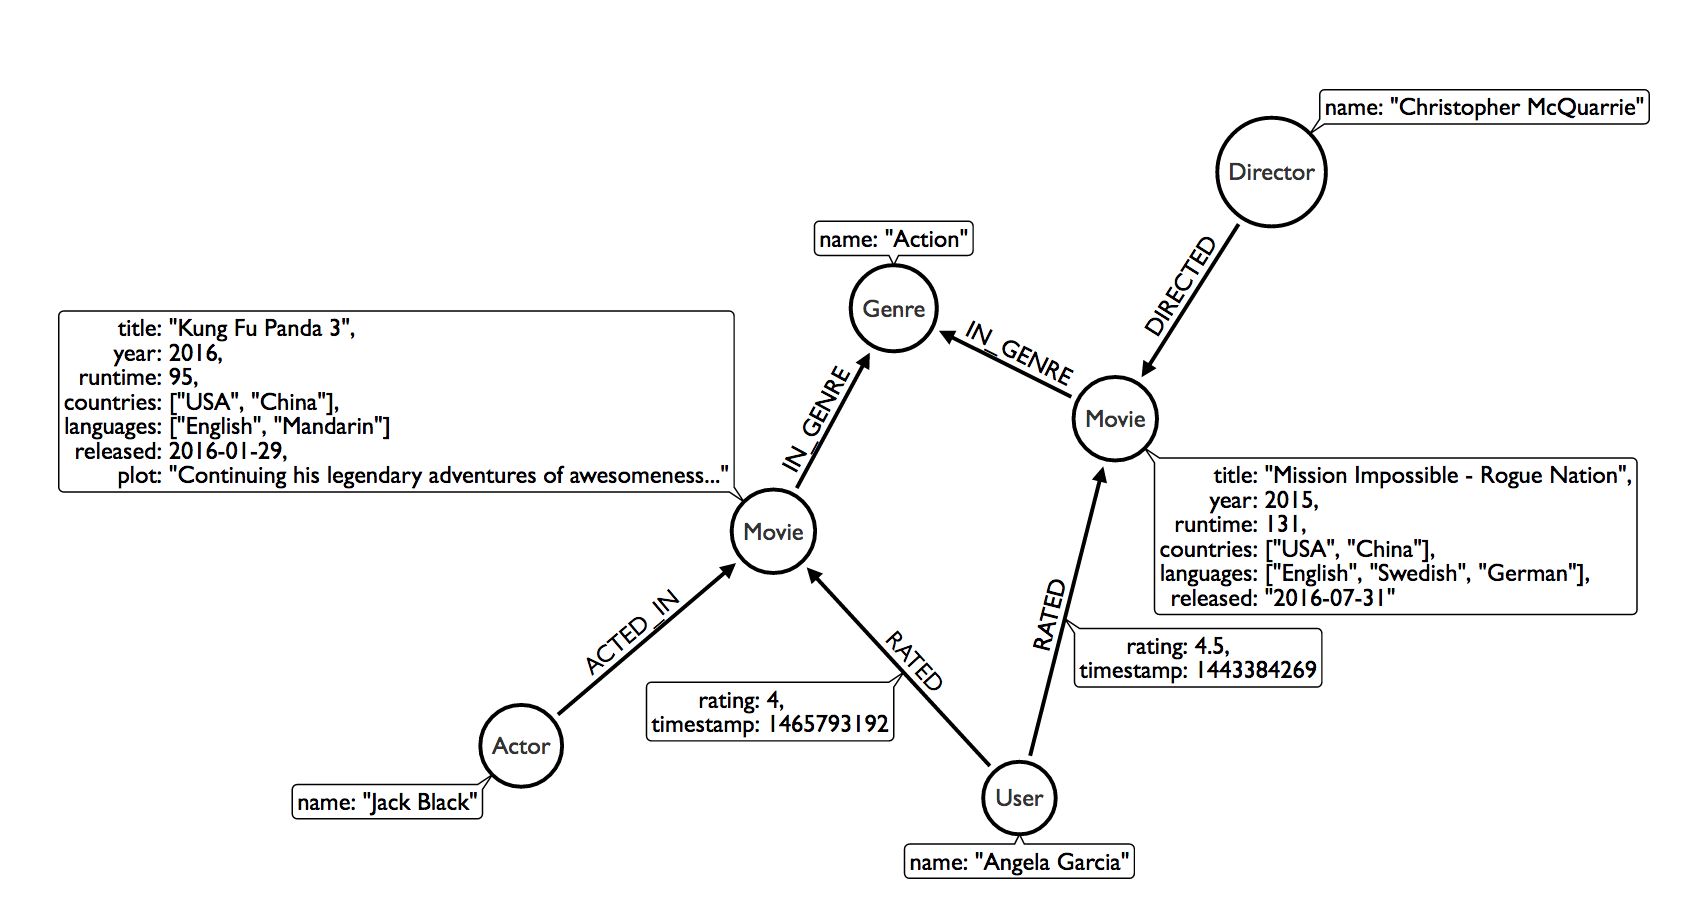 name: "Christopher McQuarrie"
Director
DIRECTED
name: "Action"
Genre
IN_GENRE
IN_GENRE
title: "Kung Fu Panda 3",
year: 2016,
runtime: 95,
countries: ["USA", "China"],
languages: ["English", "Mandarin"]
released: 2016-01-29,
plot: "Continuing his legendary adventures of awesomeness..."
Movie
Movie
title: "Mission Impossible - Rogue Nation",
year: 2015,
runtime: 131,
countries: ["USA", "China"],
languages: ["English", "Swedish", "German"],
released: "2016-07-31"
ACTED_IN
RATED
RATED
rating: 4.5,
timestamp: 1443384269
rating: 4,
timestamp: 1465793192
Actor
name: "Jack Black"
User
name: "Angela Garcia"